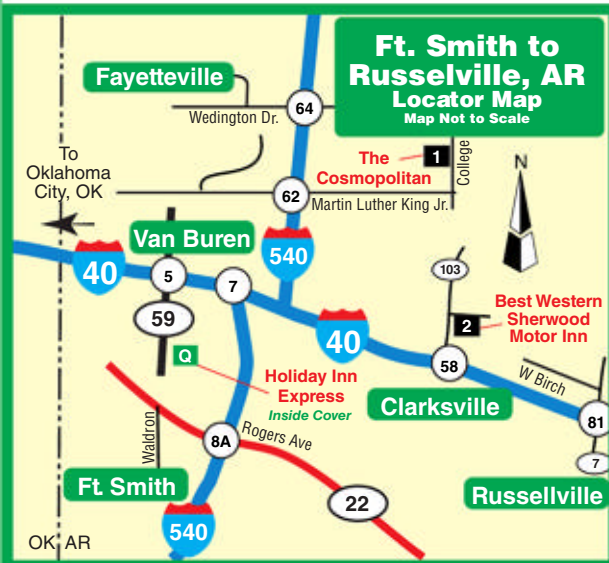 Ft. Smith to
Russelville, AR
Locator Map
Map Not to Scale
Fayetteville
64
Wedington Dr.
1
The
Cosmopolitan
College
To
Oklahoma
City, OK
62
Martin Luther King Jr.
N
Van Buren
540
40
5
7
59
103
Best Western
Sherwood
Motor Inn
2
40
58
W Birch
Q
Holiday Inn
Express
Inside Cover
Clarksville
81
7
Russellville
Waldron
8A
Rogers Ave
Ft. Smith
22
540
OK
AR